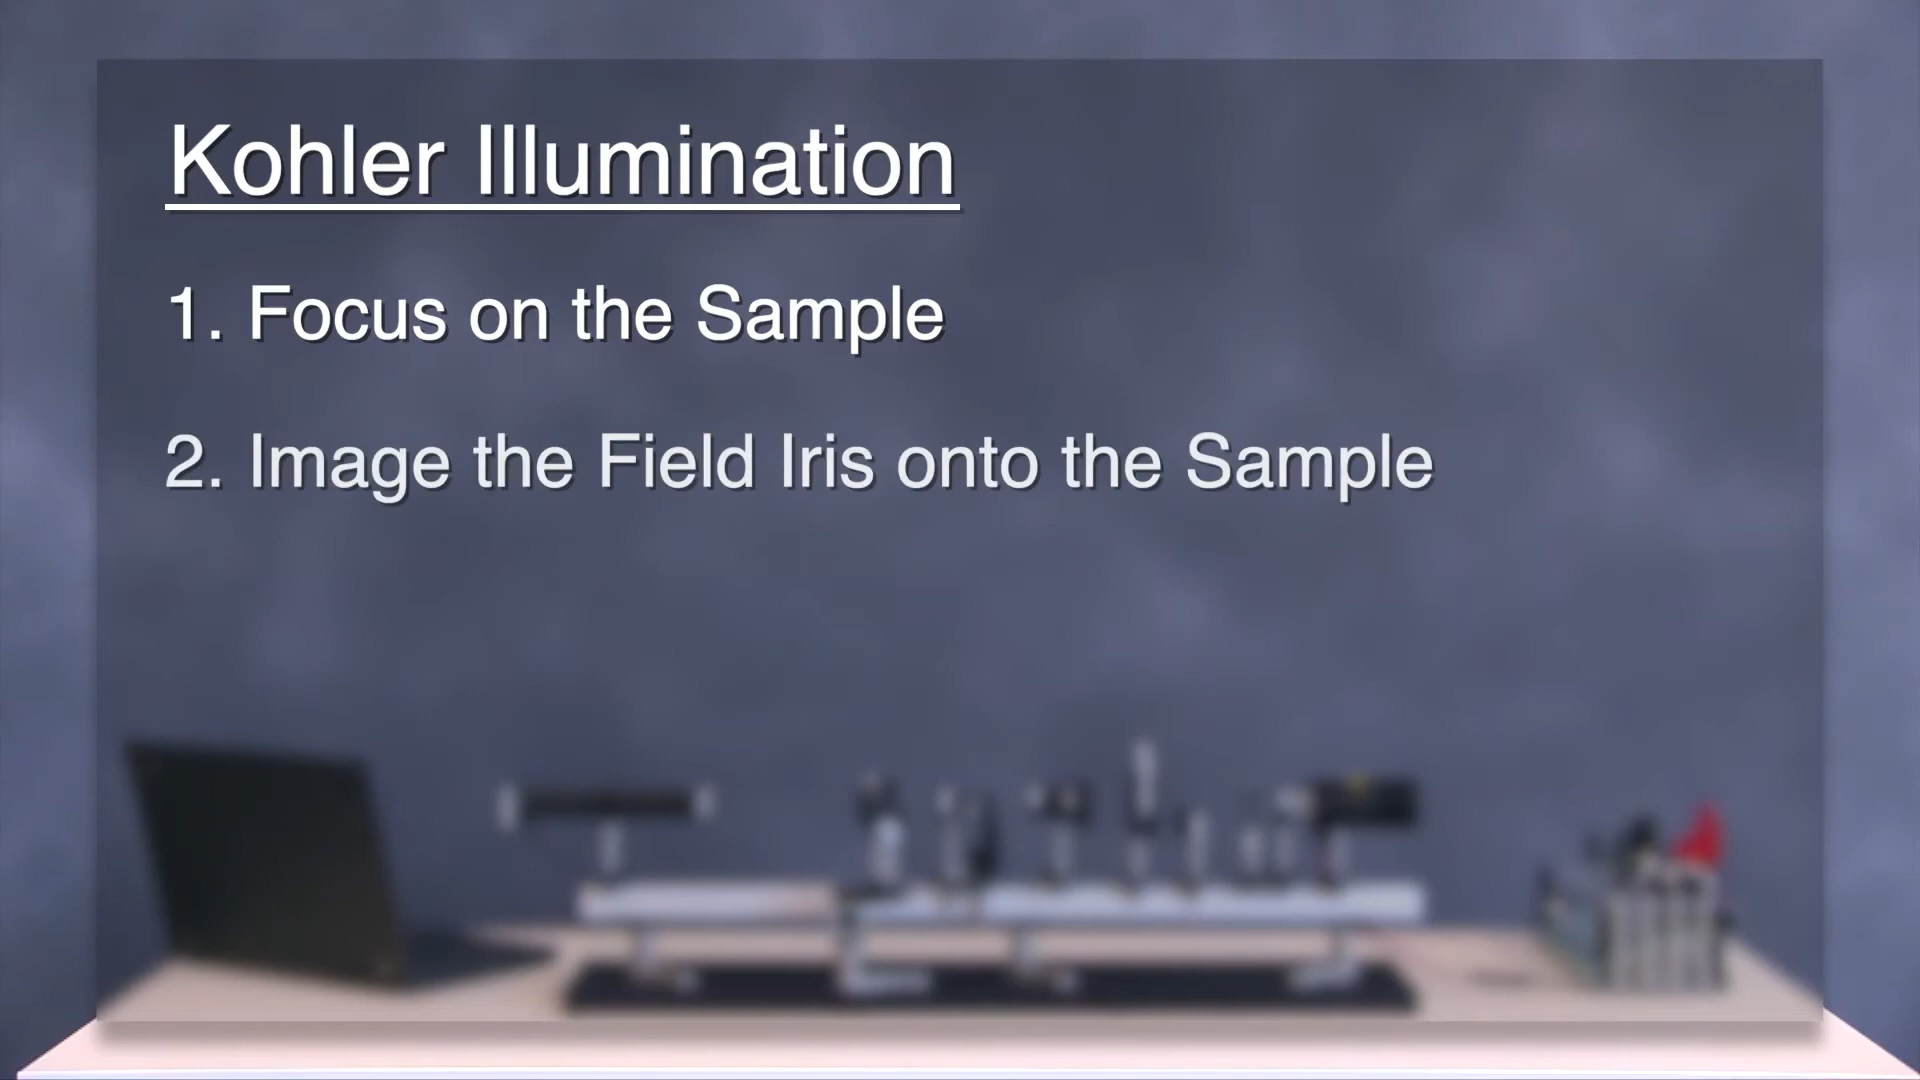 Kohler Illumination
1. Focus on the Sample
2. Image the Field Iris onto the Sample